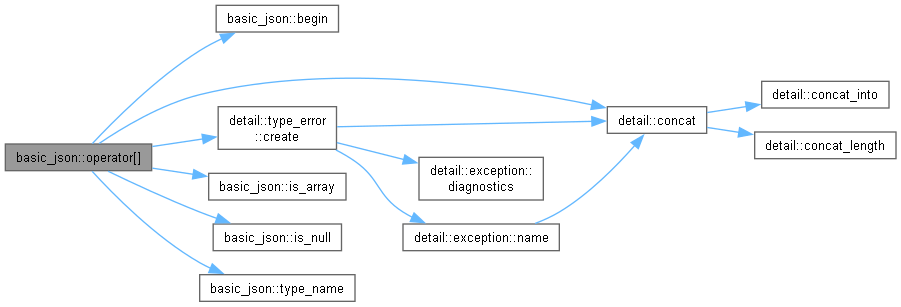 basic_json::begin
basic_json::operator[]
detail::type_error
::create
basic_json::is_array
basic_json::is_null
basic_json::type_name
detail::exception::
diagnostics
detail::exception::name
detail::concat
detail::concat_into
detail::concat_length